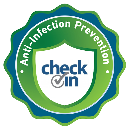 • Anti-Infection Prevention •
check
in